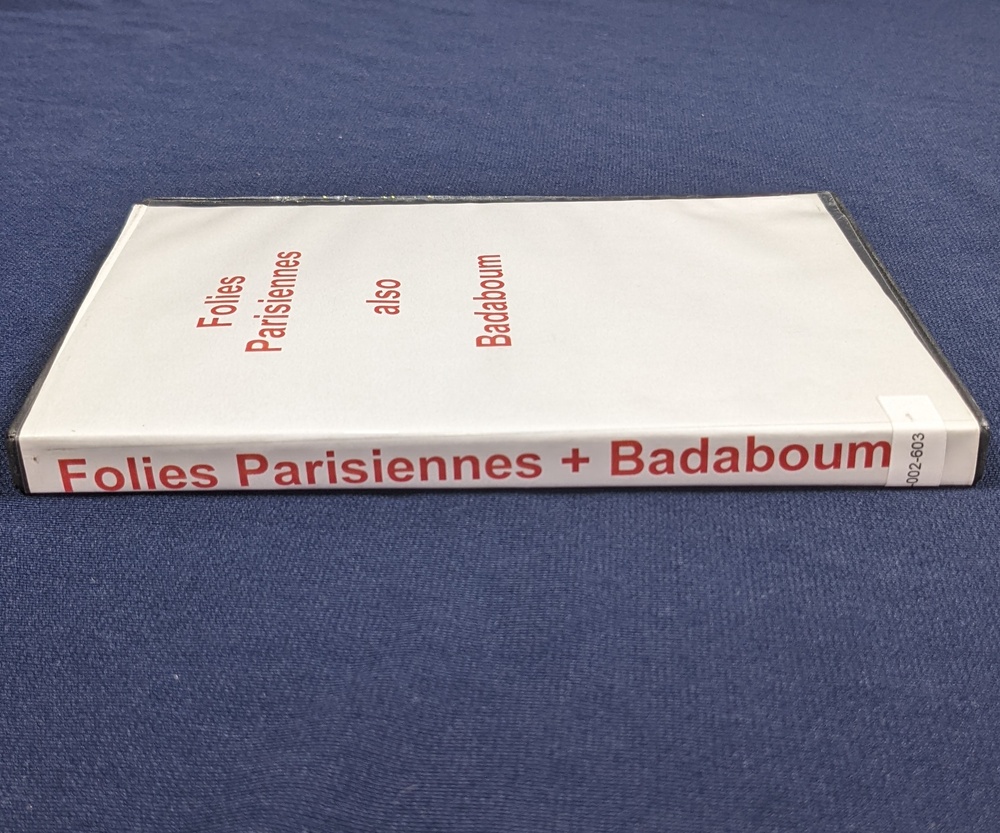 Folies
Parisiennes
also
Badaboum
Folies Parisiennes + Badaboum
-002-603